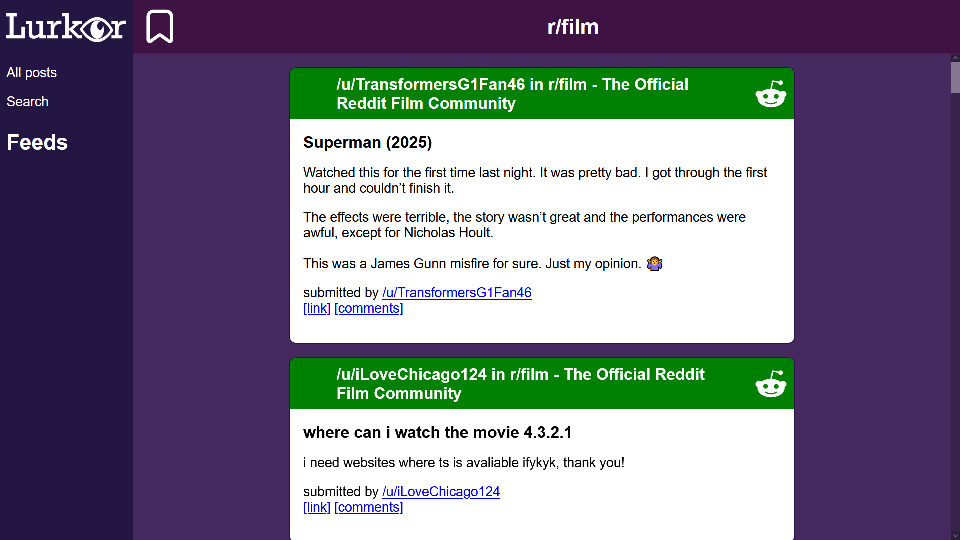 Lurkor
All posts
Search
Feeds
r/film
/u/TransformersG1Fan46 in r/film - The Official
Reddit Film Community
Superman (2025)
Watched this for the first time last night. It was pretty bad. I got through the first
hour and couldn’t finish it.
The effects were terrible, the story wasn’t great and the performances were
awful, except for Nicholas Hoult.
This was a James Gunn misfire for sure. Just my opinion. 🤷‍♀️
submitted by /u/TransformersG1Fan46
[link] [comments]
/u/iLoveChicago124 in r/film - The Official Reddit
Film Community
where can i watch the movie 4.3.2.1
i need websites where ts is avaliable ifykyk, thank you!
submitted by /u/iLoveChicago124
[link] [comments]